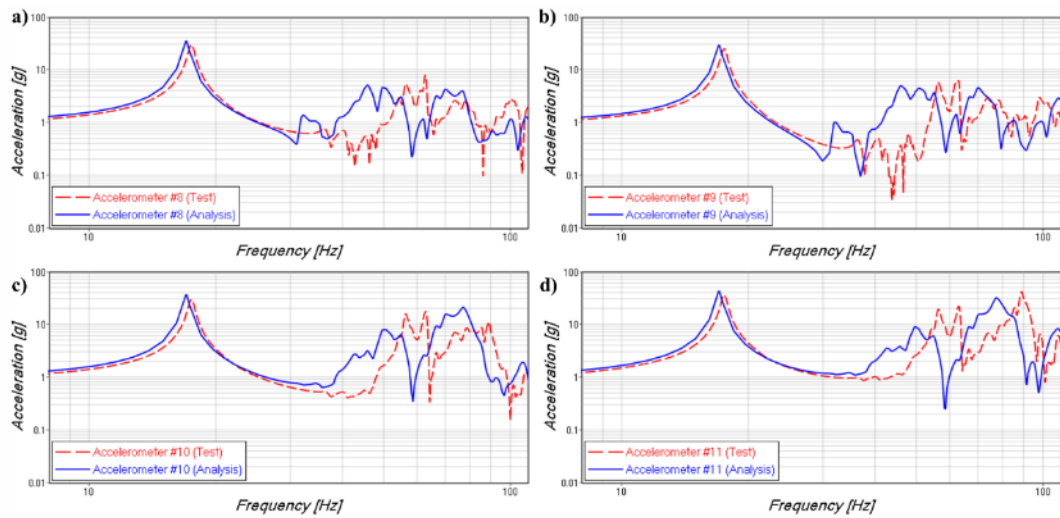 a)
100
10
1
0.1
0.01
Acceleration [g]
Accelerometer #8 (Test)
Accelerometer #8 (Analysis)
10
100
Frequency [Hz]
b)
100
10
1
0.1
0.01
Acceleration [g]
Accelerometer #9 (Test)
Accelerometer #9 (Analysis)
10
100
Frequency [Hz]
c)
100
10
1
0.1
0.01
Acceleration [g]
Accelerometer #10 (Test)
Accelerometer #10 (Analysis)
10
100
Frequency [Hz]
d)
100
10
1
0.1
0.01
Acceleration [g]
Accelerometer #11 (Test)
Accelerometer #11 (Analysis)
10
100
Frequency [Hz]